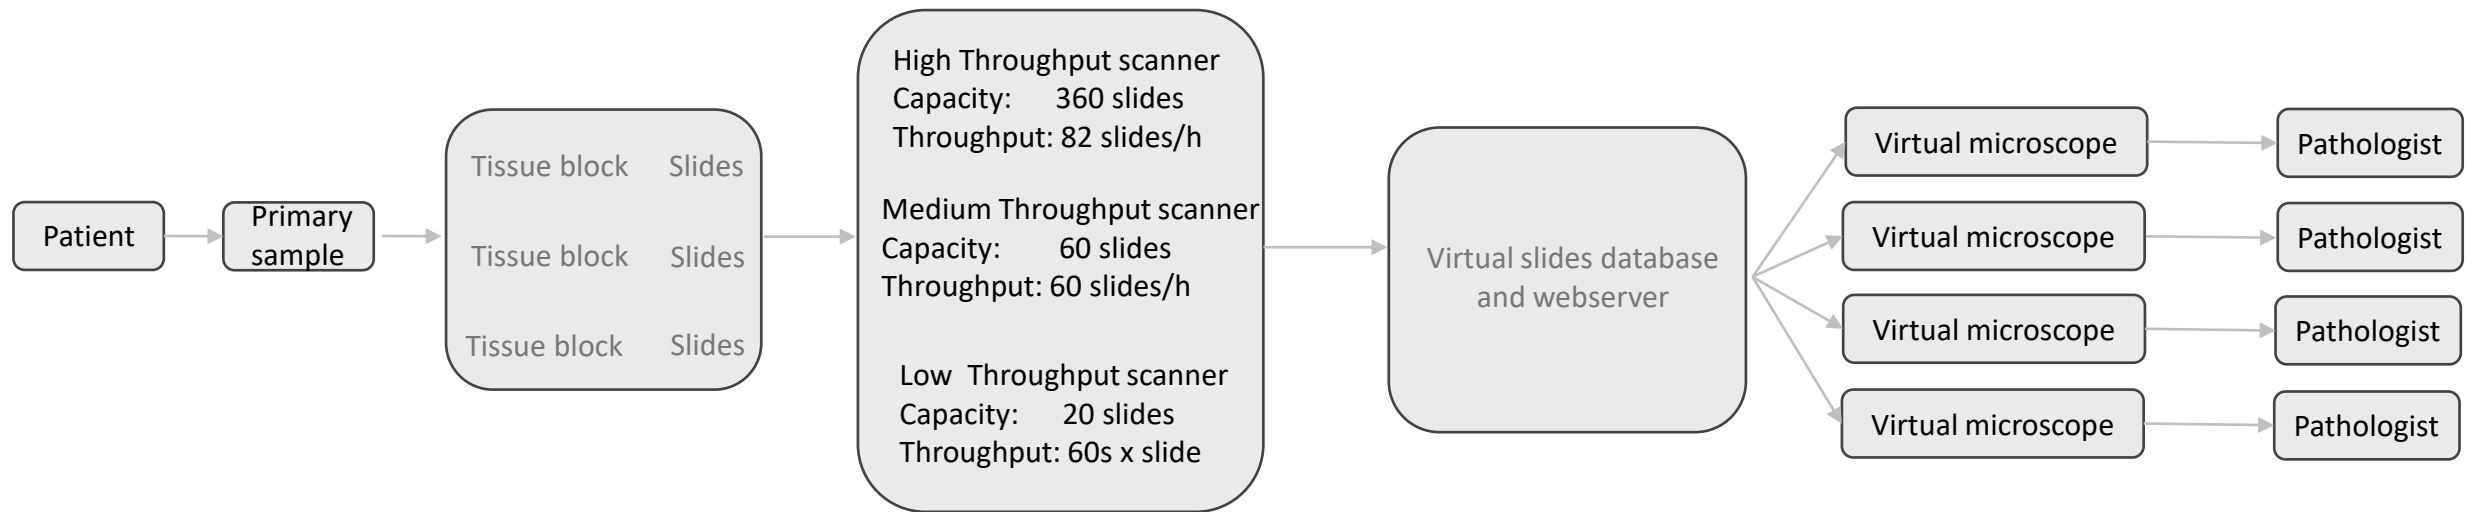 Patient
Primary
sample
Tissue block Slides
Tissue block Slides
Tissue block Slides
High Throughput scanner
Capacity: 360 slides
Throughput: 82 slides/h
Medium Throughput scanner
Capacity: 60 slides
Throughput: 60 slides/h
Low Throughput scanner
Capacity: 20 slides
Throughput: 60s x slide
Virtual slides database
and webserver
Virtual microscope
Pathologist
Virtual microscope
Pathologist
Virtual microscope
Pathologist
Virtual microscope
Pathologist